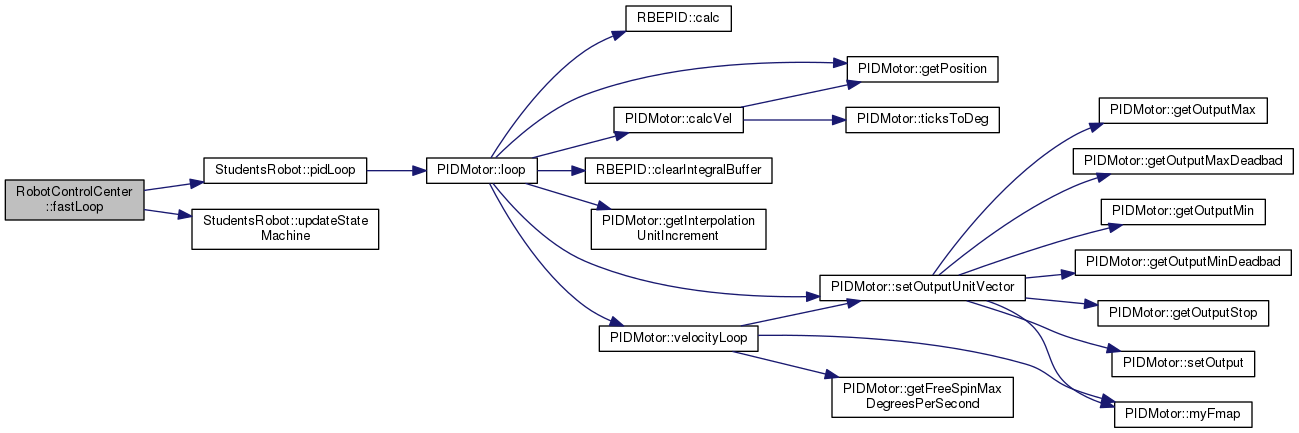 RobotControlCenter
::fastLoop
StudentsRobot::pidLoop
StudentsRobot::updateState
Machine
PIDMotor::loop
RBEPID::calc
PIDMotor::getPosition
PIDMotor::calcVel
PIDMotor::ticksToDeg
RBEPID::clearIntegralBuffer
PIDMotor::getInterpolation
UnitIncrement
PIDMotor::setOutputUnitVector
PIDMotor::velocityLoop
PIDMotor::getFreeSpinMax
DegreesPerSecond
PIDMotor::getOutputMax
PIDMotor::getOutputMaxDeadbad
PIDMotor::getOutputMin
PIDMotor::getOutputMinDeadbad
PIDMotor::getOutputStop
PIDMotor::setOutput
PIDMotor::myFmap